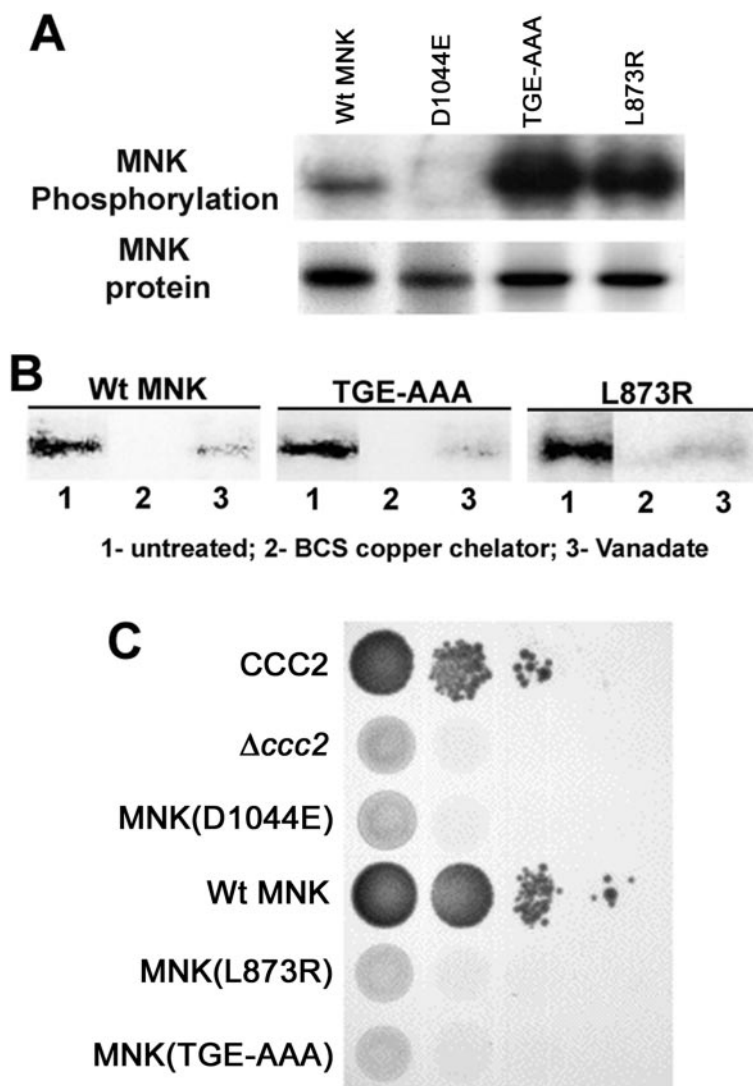 A
Wt MNK
D1044E
TGE-AAA
L873R
MNK
Phosphorylation
MNK
protein
B
Wt MNK TGE-AAA L873R
1 2 3 1 2 3 1 2 3
1- untreated; 2- BCS copper chelator; 3- Vanadate
C
CCC2
Δccc2
MNK(D1044E)
Wt MNK
MNK(L873R)
MNK(TGE-AAA)